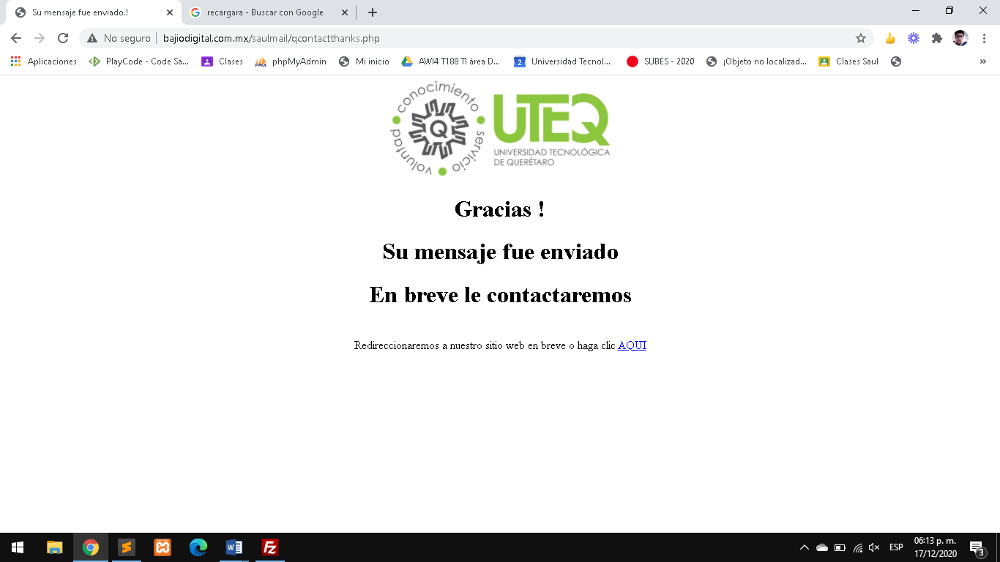 Su mensaje fue enviado.!
recargara - Buscar con Google
No seguro
bajiodigital.com.mx/saulmail/qcontactthanks.php
Aplicaciones
PlayCode - Code Sa...
Clases
phpMyAdmin
Mi inicio
AWI4 T188 TI área D...
Universidad Tecnol...
SUBES - 2020
¡Objeto no localizad...
Clases Saul
»
conocimiento
servicio
voluntad
Q
UTEQ
UNIVERSIDAD TECNOLÓGICA
DE QUERÉTARO
Gracias !
Su mensaje fue enviado
En breve le contactaremos
Redireccionaremos a nuestro sitio web en breve o haga clic AQUI
ESP
06:13 p. m.
17/12/2020
3